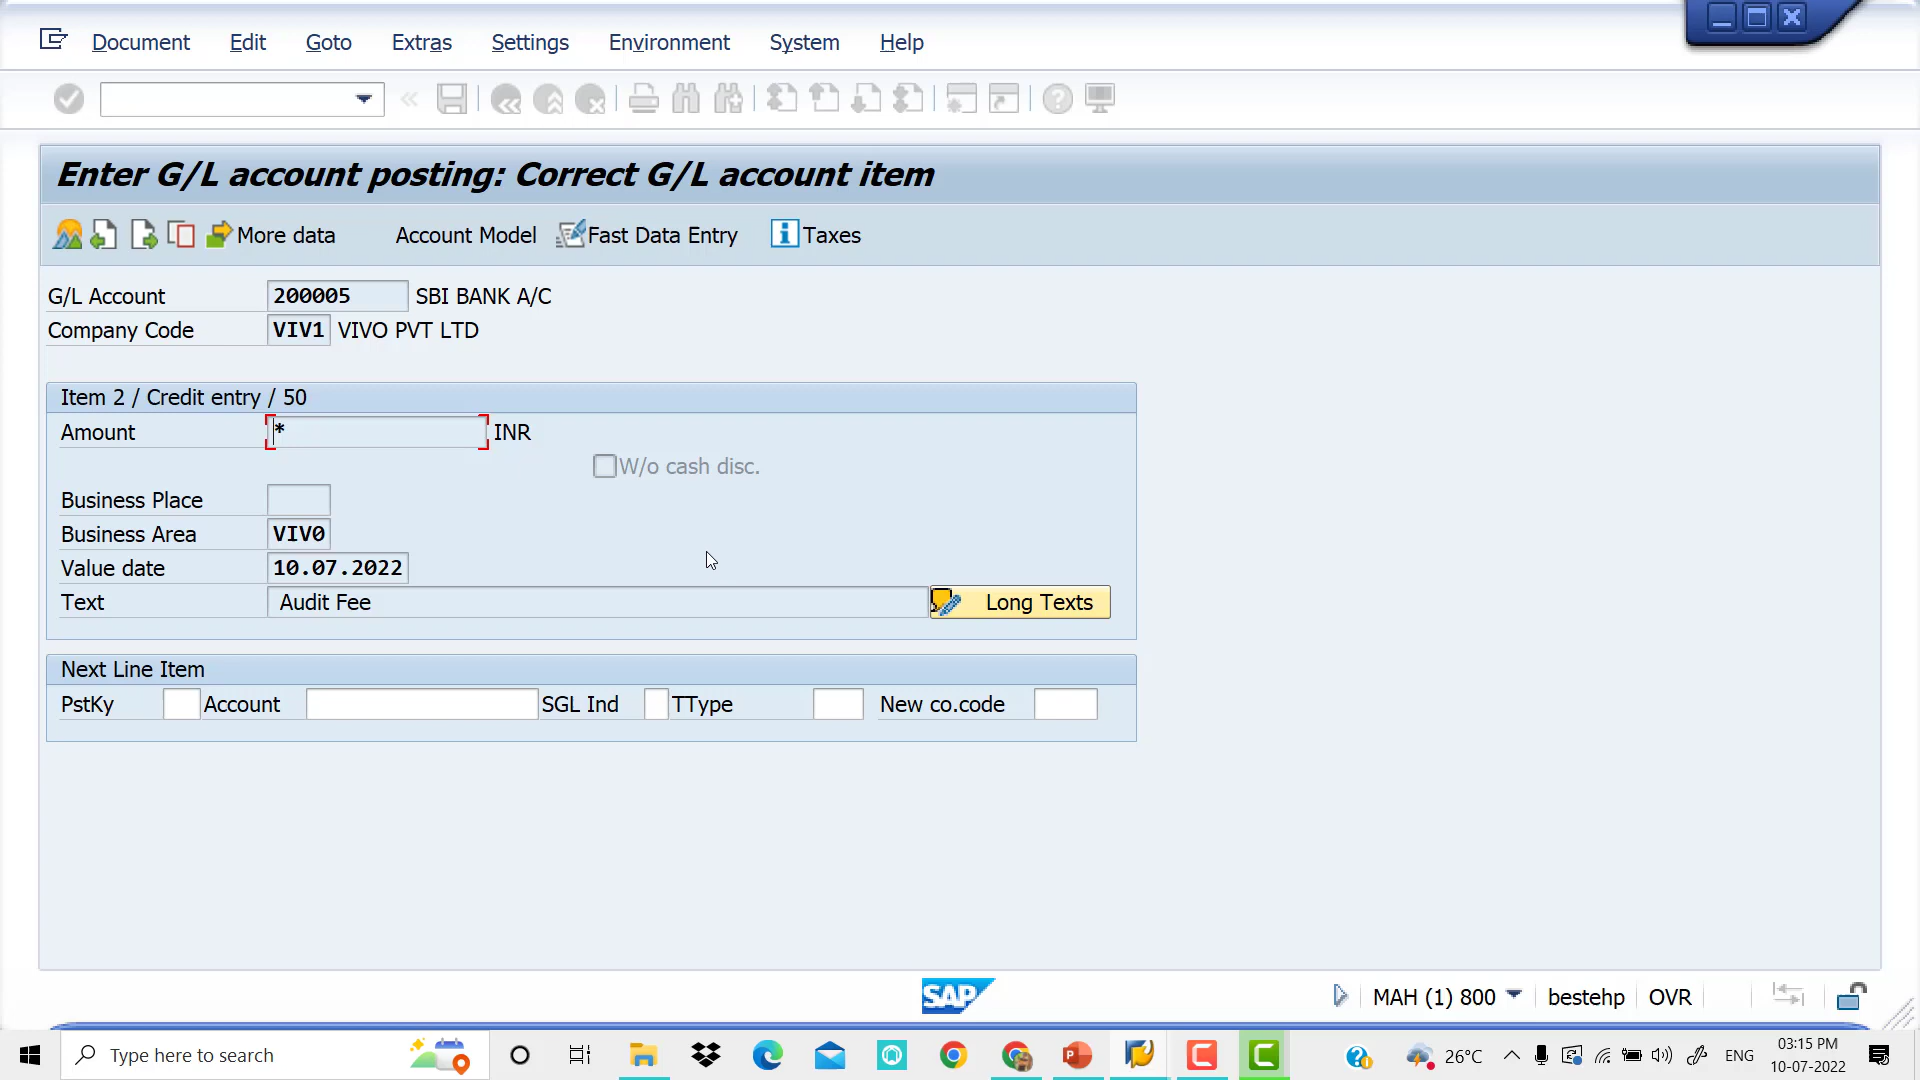 Document Edit Goto Extras Settings Environment System Help
Enter G/L account posting: Correct G/L account item
More data Account Model Fast Data Entry Taxes
G/L Account 200005 SBI BANK A/C
Company Code VIV1 VIVO PVT LTD
Item 2 / Credit entry / 50
Amount * INR
W/o cash disc.
Business Place
Business Area VIV0
Value date 10.07.2022
Text Audit Fee Long Texts
Next Line Item
PstKy Account SGL Ind TType New co.code
SAP MAH (1) 800 bestehp OVR
Type here to search 26°C ENG 03:15 PM
10-07-2022